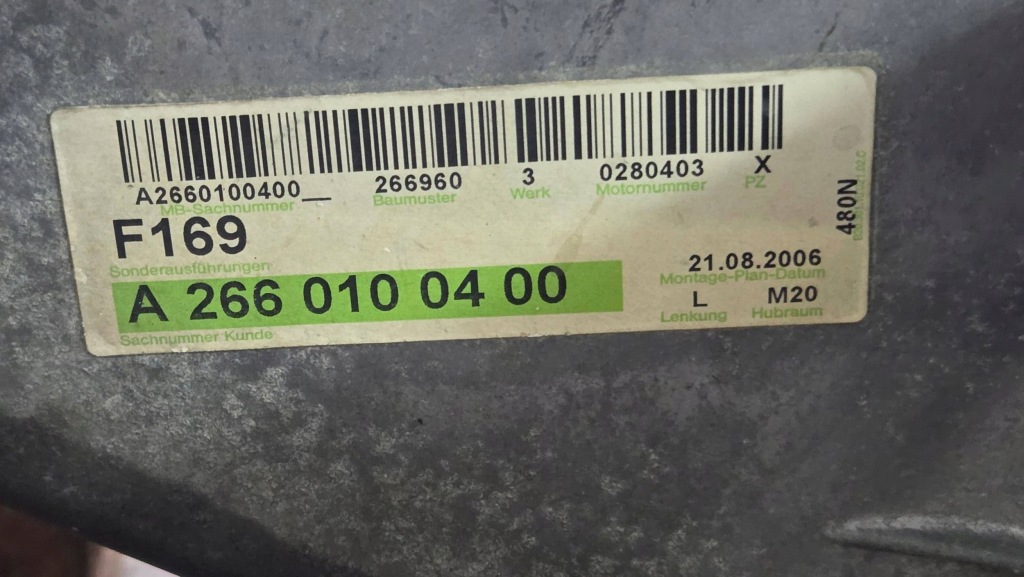 A2660100400__ 266960 3 0280403 X
MB-Sachnummer Baumuster Werk Motornummer PZ
F169
Sonderausführungen
A 266 010 04 00
Sachnummer Kunde
21.08.2006
Montage-Plan-Datum
L M20
Lenkung Hubraum
480N